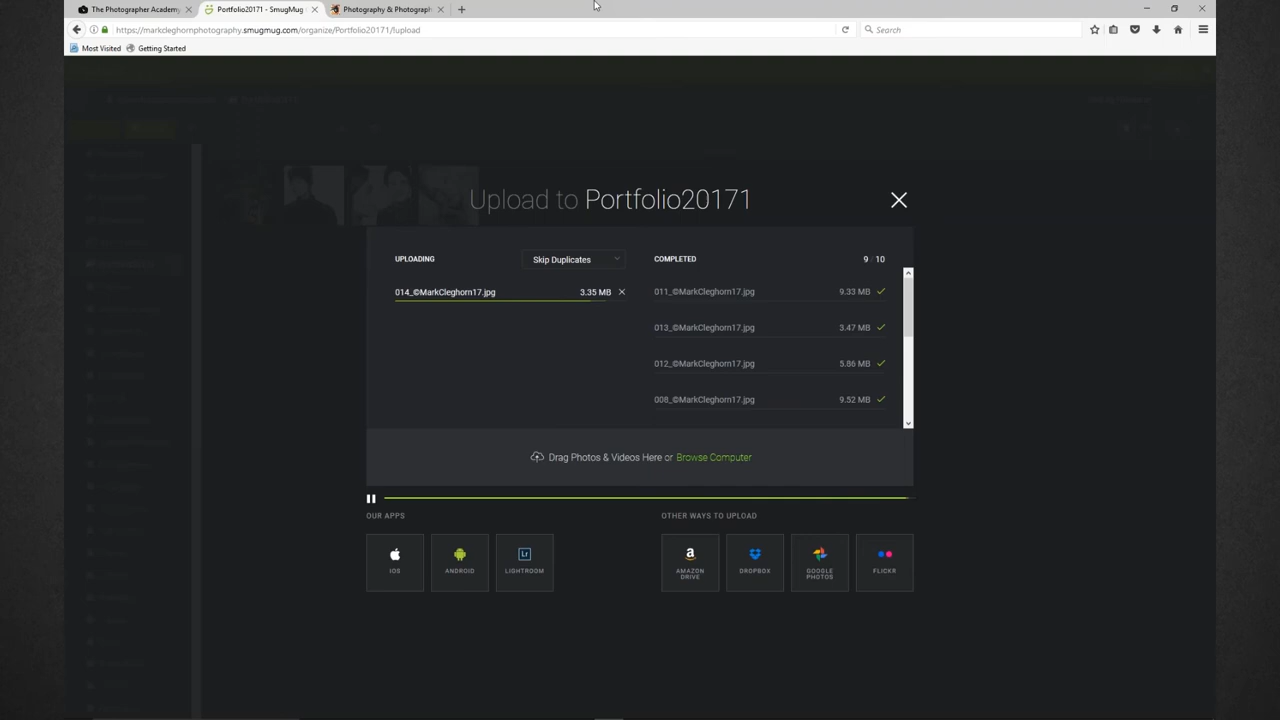 The Photographer Academy
Portfolio20171 - SmugMug
Photography & Photograph
https://markcleghornphotography.smugmug.com/organize/Portfolio20171/upload
Search
Most Visited
Getting Started
Upload to Portfolio20171
UPLOADING
Skip Duplicates
COMPLETED
9 / 10
014_©MarkCleghorn17.jpg 3.35 MB
011_©MarkCleghorn17.jpg 9.33 MB
013_©MarkCleghorn17.jpg 3.47 MB
012_©MarkCleghorn17.jpg 5.86 MB
008_©MarkCleghorn17.jpg 9.52 MB
Drag Photos & Videos Here or Browse Computer
OUR APPS
OTHER WAYS TO UPLOAD
IOS
ANDROID
Lr
LIGHTROOM
AMAZON
DRIVE
DROPBOX
GOOGLE
PHOTOS
FLICKR